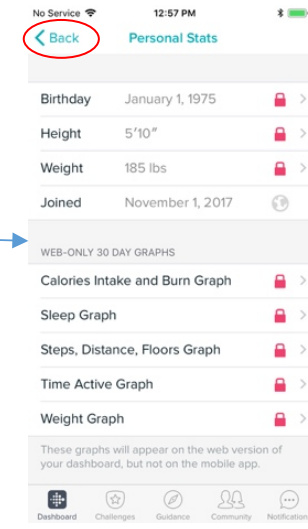 No Service 12:57 PM
Back Personal Stats
Birthday January 1, 1975
Height 5'10"
Weight 185 lbs
Joined November 1, 2017
WEB-ONLY 30 DAY GRAPHS
Calories Intake and Burn Graph
Sleep Graph
Steps, Distance, Floors Graph
Time Active Graph
Weight Graph
These graphs will appear on the web version of
your dashboard, but not on the mobile app.
Dashboard Challenges Guidance Community Notification